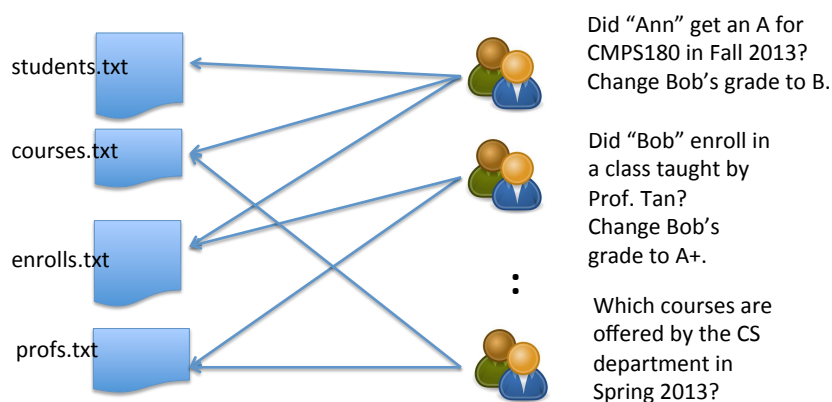 students.txt
courses.txt
enrolls.txt
profs.txt
Did “Ann” get an A for
CMPS180 in Fall 2013?
Change Bob’s grade to B.
Did “Bob” enroll in
a class taught by
Prof. Tan?
Change Bob’s
grade to A+.
:
Which courses are
offered by the CS
department in
Spring 2013?